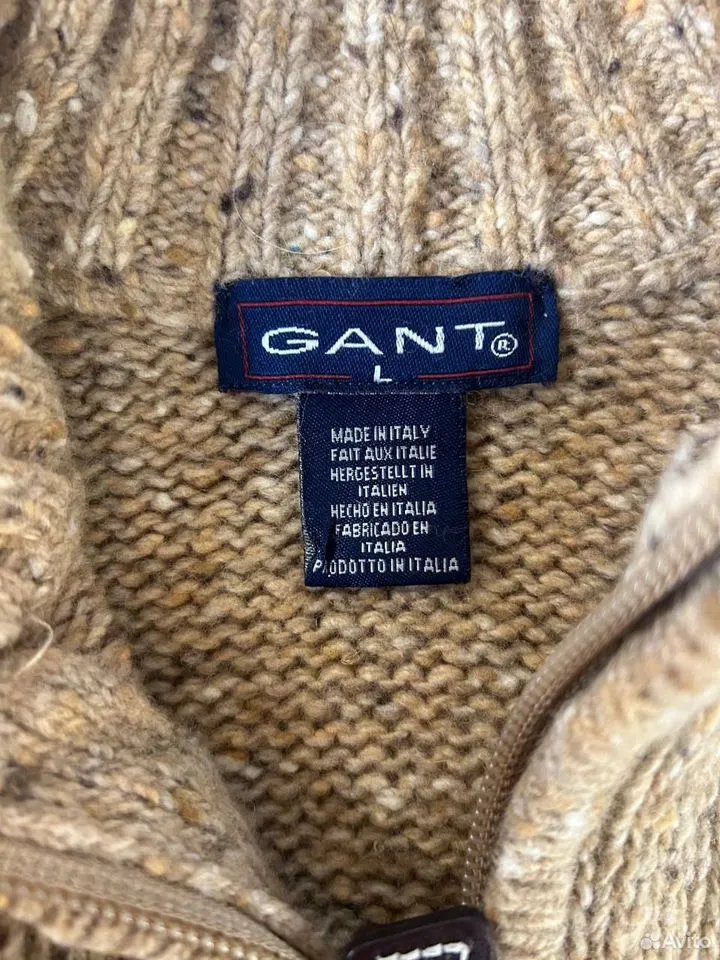 GANT®
L
MADE IN ITALY
FAIT AUX ITALIE
HERGESTELLT IN
ITALIEN
HECHO EN ITALIA
FABRICADO EN
ITALIA
PRODOTTO IN ITALIA
Avito